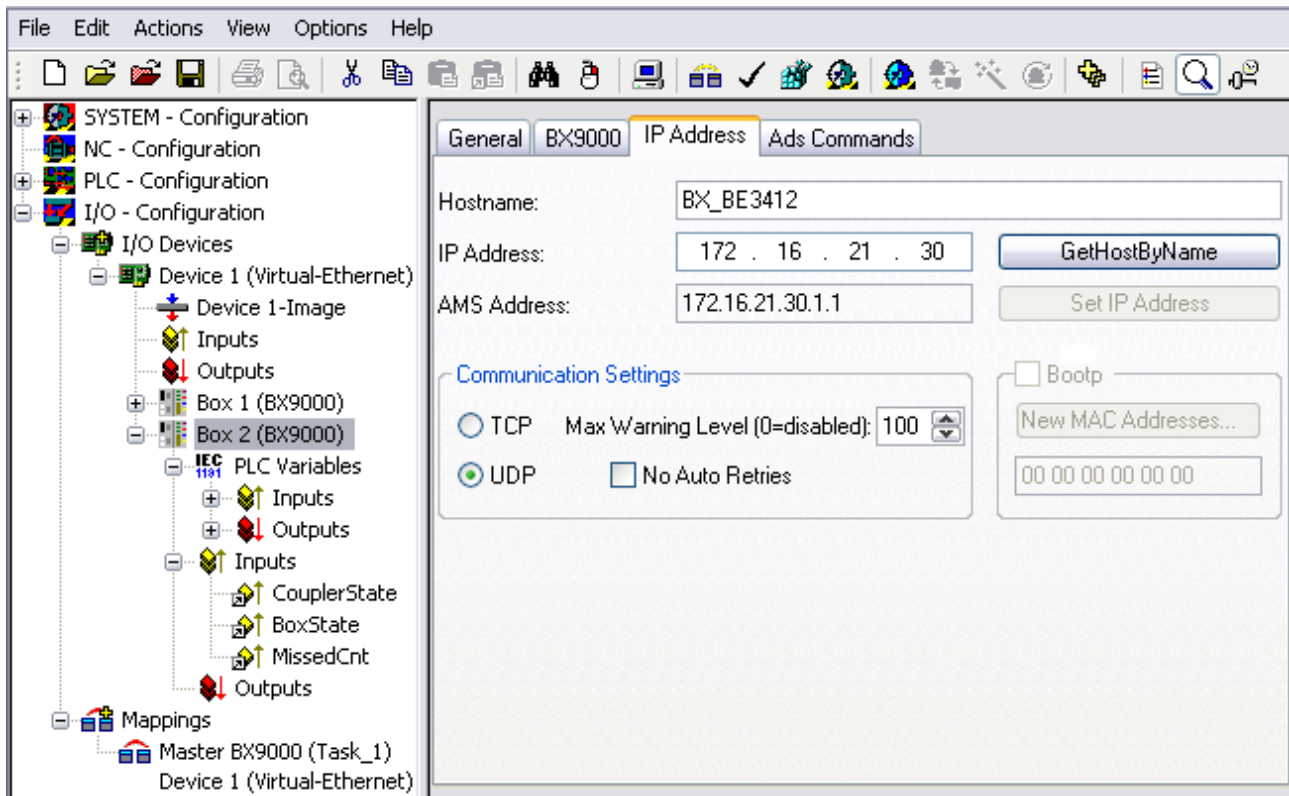 File Edit Actions View Options Help
SYSTEM - Configuration
NC - Configuration
PLC - Configuration
I/O - Configuration
I/O Devices
Device 1 (Virtual-Ethernet)
Device 1-Image
Inputs
Outputs
Box 1 (BX9000)
Box 2 (BX9000)
IEC
1131
PLC Variables
Inputs
Outputs
Inputs
CouplerState
BoxState
MissedCnt
Outputs
Mappings
Master BX9000 (Task_1)
Device 1 (Virtual-Ethernet)
General BX9000 IP Address Ads Commands
Hostname: BX_BE3412
IP Address: 172 . 16 . 21 . 30 GetHostByName
AMS Address: 172.16.21.30.1.1 Set IP Address
Communication Settings Bootp
TCP Max Warning Level (0=disabled): 100 New MAC Addresses...
UDP No Auto Retries 00 00 00 00 00 00